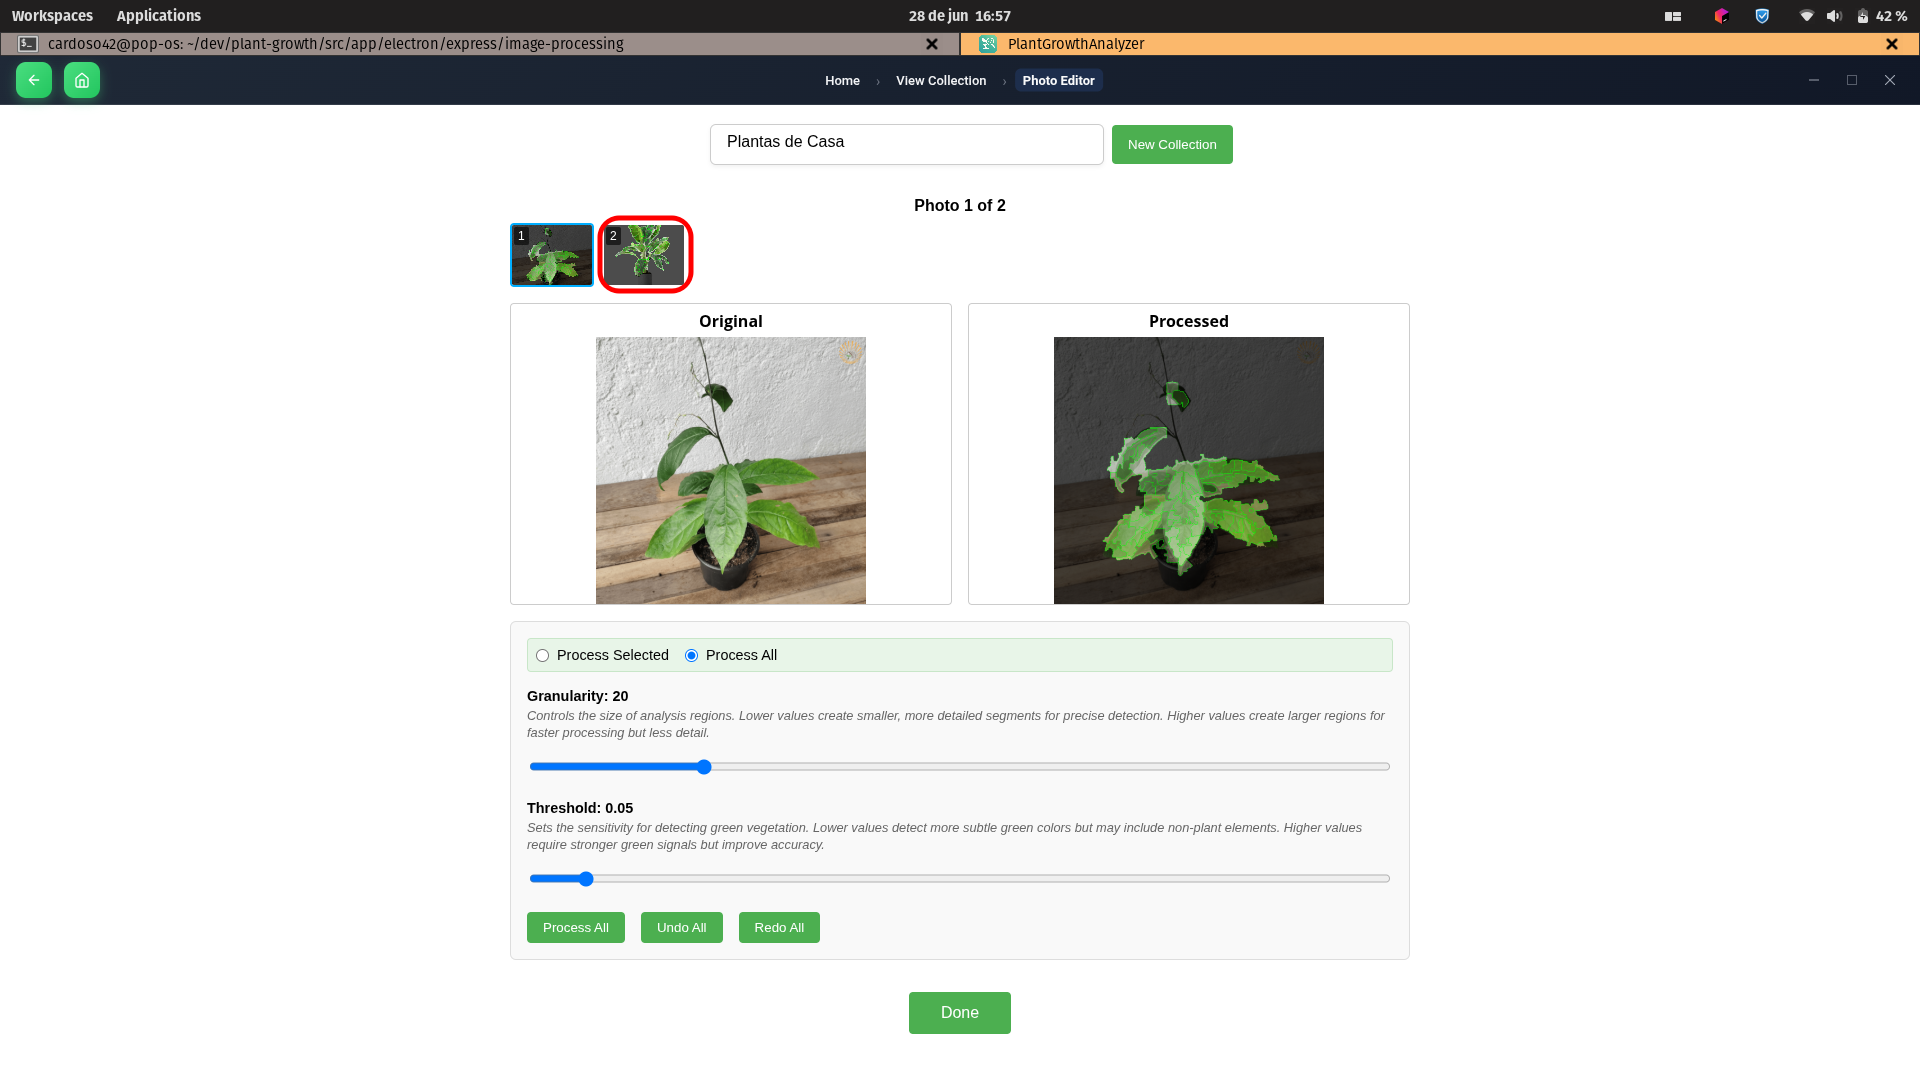 Workspaces Applications 28 de jun 16:57 42 %
cardoso42@pop-os: ~/dev/plant-growth/src/app/electron/express/image-processing PlantGrowthAnalyzer
Home › View Collection › Photo Editor
Plantas de Casa New Collection
Photo 1 of 2
1 2
Original Processed
Process Selected Process All
Granularity: 20
Controls the size of analysis regions. Lower values create smaller, more detailed segments for precise detection. Higher values create larger regions for
faster processing but less detail.
Threshold: 0.05
Sets the sensitivity for detecting green vegetation. Lower values detect more subtle green colors but may include non-plant elements. Higher values
require stronger green signals but improve accuracy.
Process All Undo All Redo All
Done